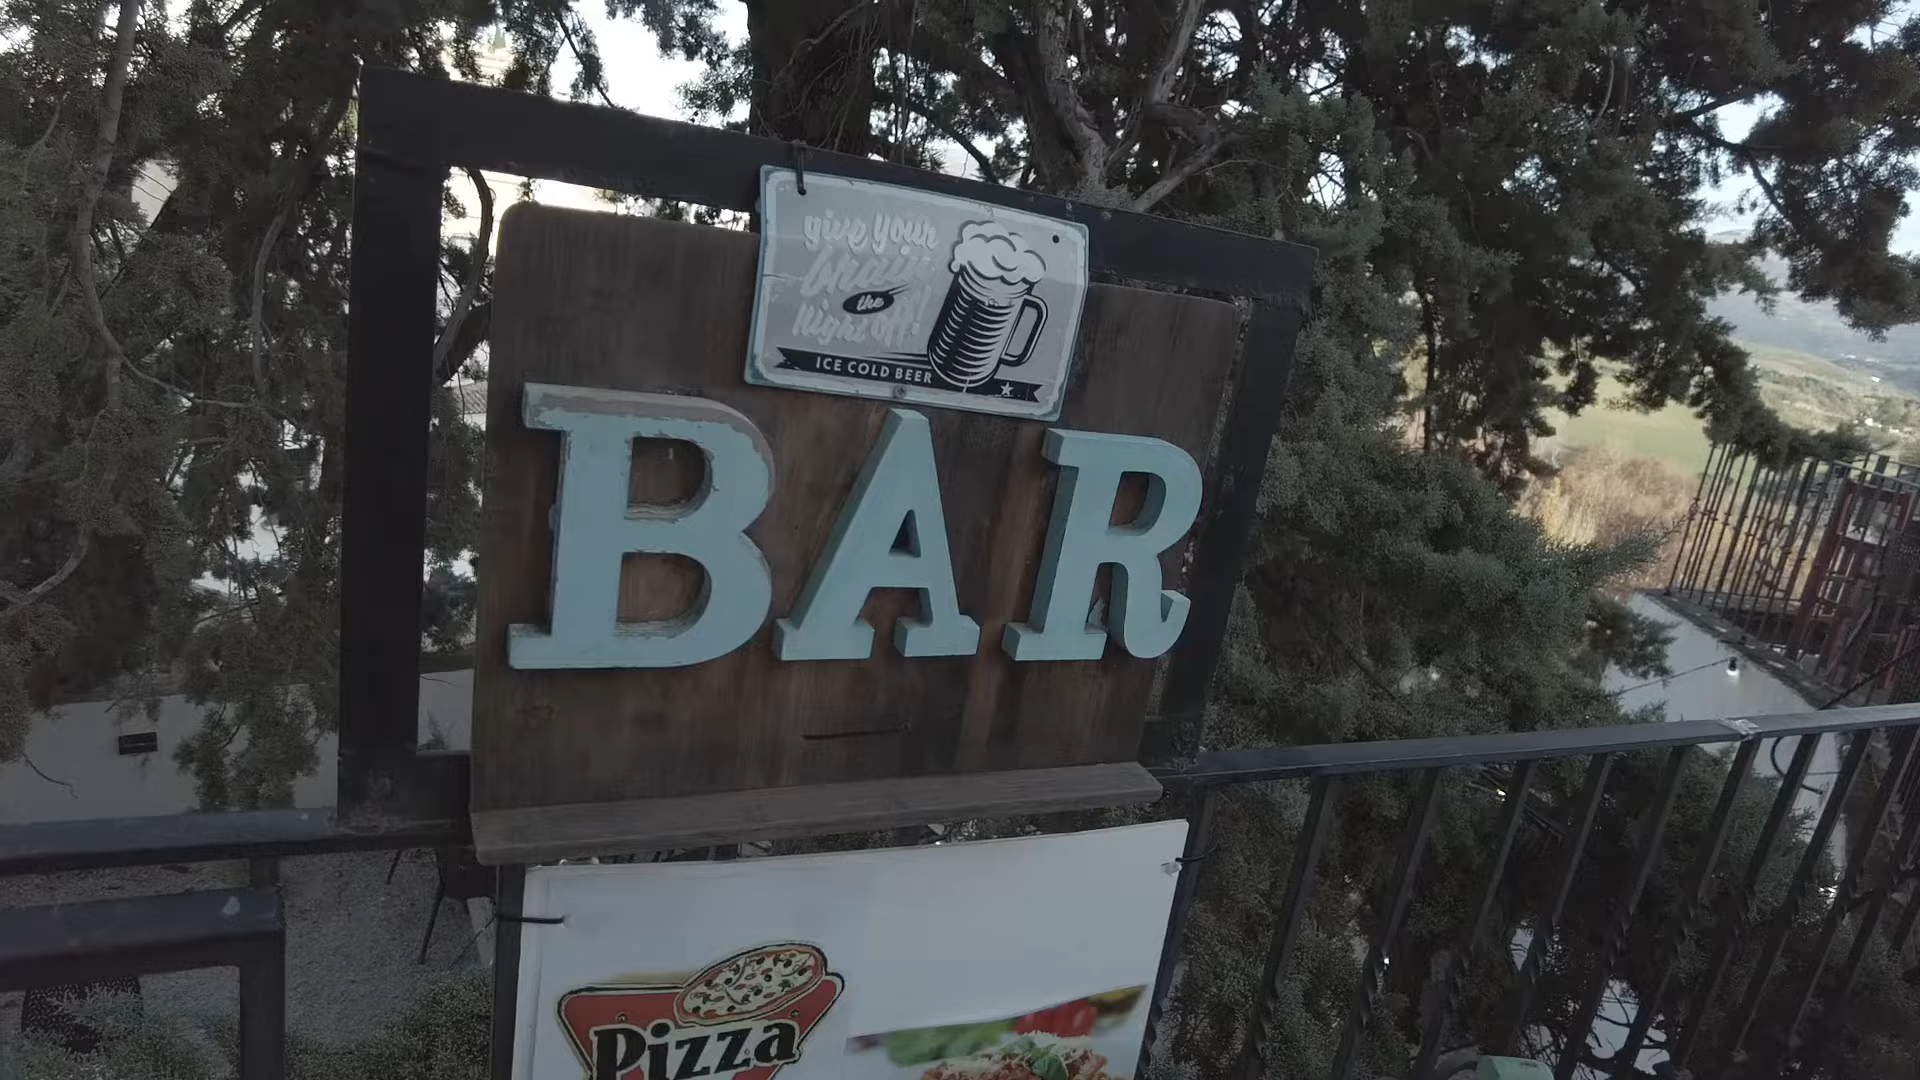 give your
brain
the
night off!
ICE COLD BEER
BAR
Pizza